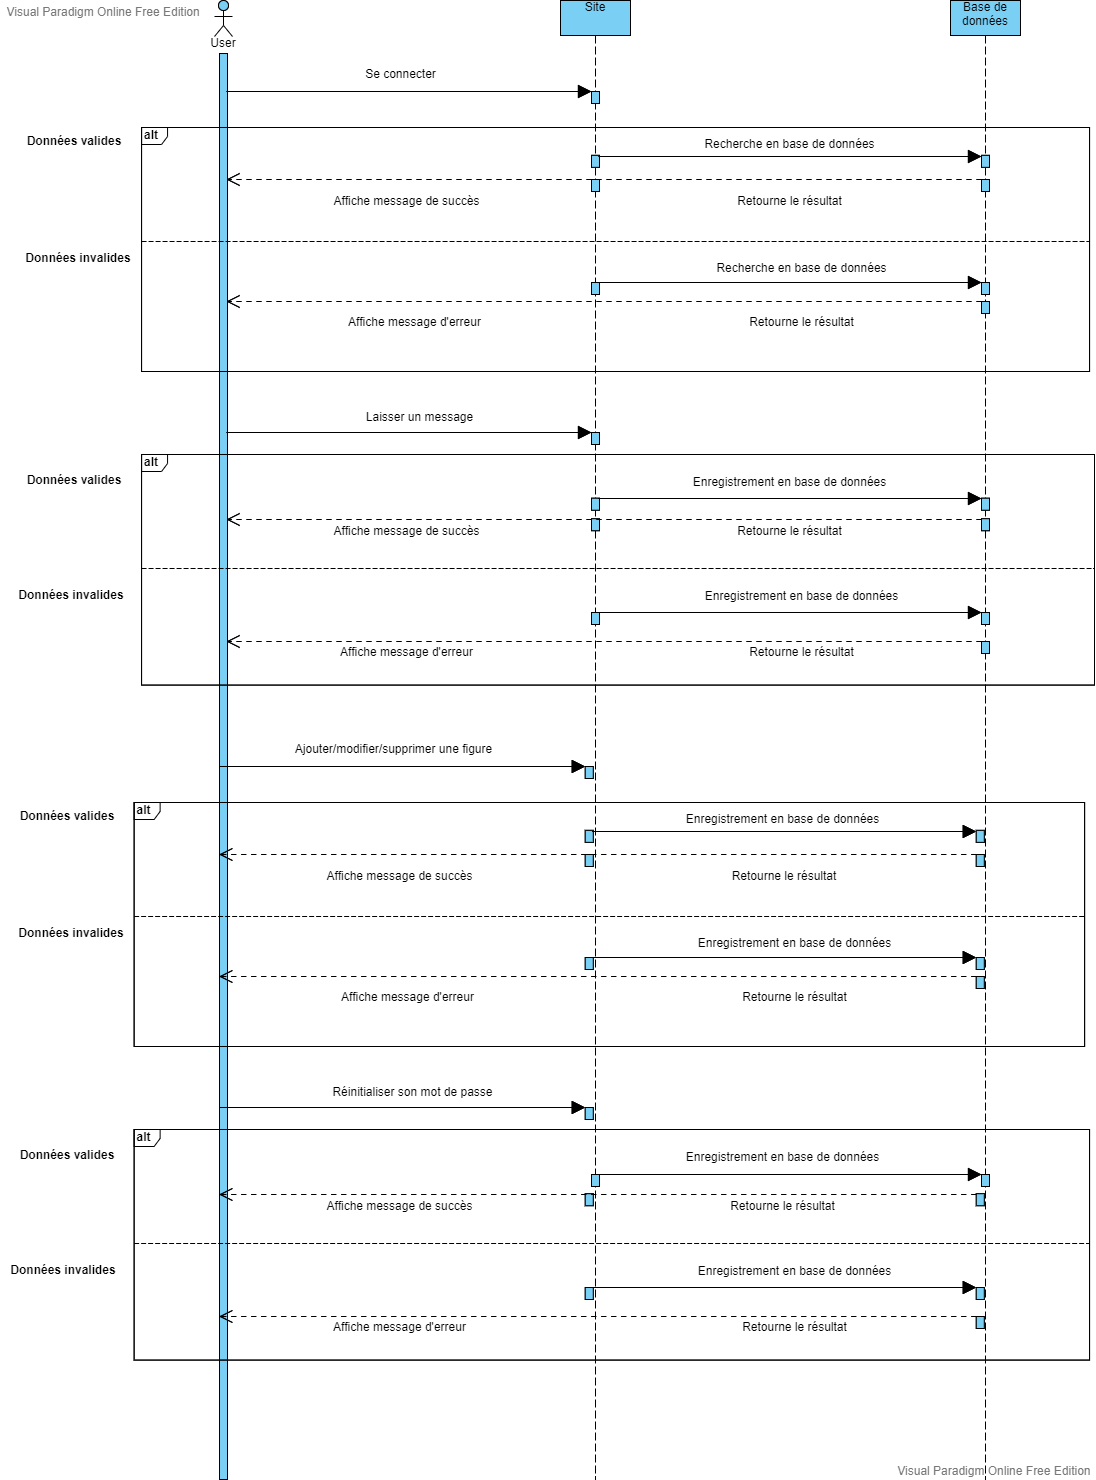 Visual Paradigm Online Free Edition
User
Site
Base de
données
Se connecter
Données valides
alt
Recherche en base de données
Affiche message de succès
Retourne le résultat
Données invalides
Recherche en base de données
Affiche message d'erreur
Retourne le résultat
Laisser un message
Données valides
alt
Enregistrement en base de données
Affiche message de succès
Retourne le résultat
Données invalides
Enregistrement en base de données
Affiche message d'erreur
Retourne le résultat
Ajouter/modifier/supprimer une figure
Données valides
alt
Enregistrement en base de données
Affiche message de succès
Retourne le résultat
Données invalides
Enregistrement en base de données
Affiche message d'erreur
Retourne le résultat
Réinitialiser son mot de passe
Données valides
alt
Enregistrement en base de données
Affiche message de succès
Retourne le résultat
Données invalides
Enregistrement en base de données
Affiche message d'erreur
Retourne le résultat
Visual Paradigm Online Free Edition